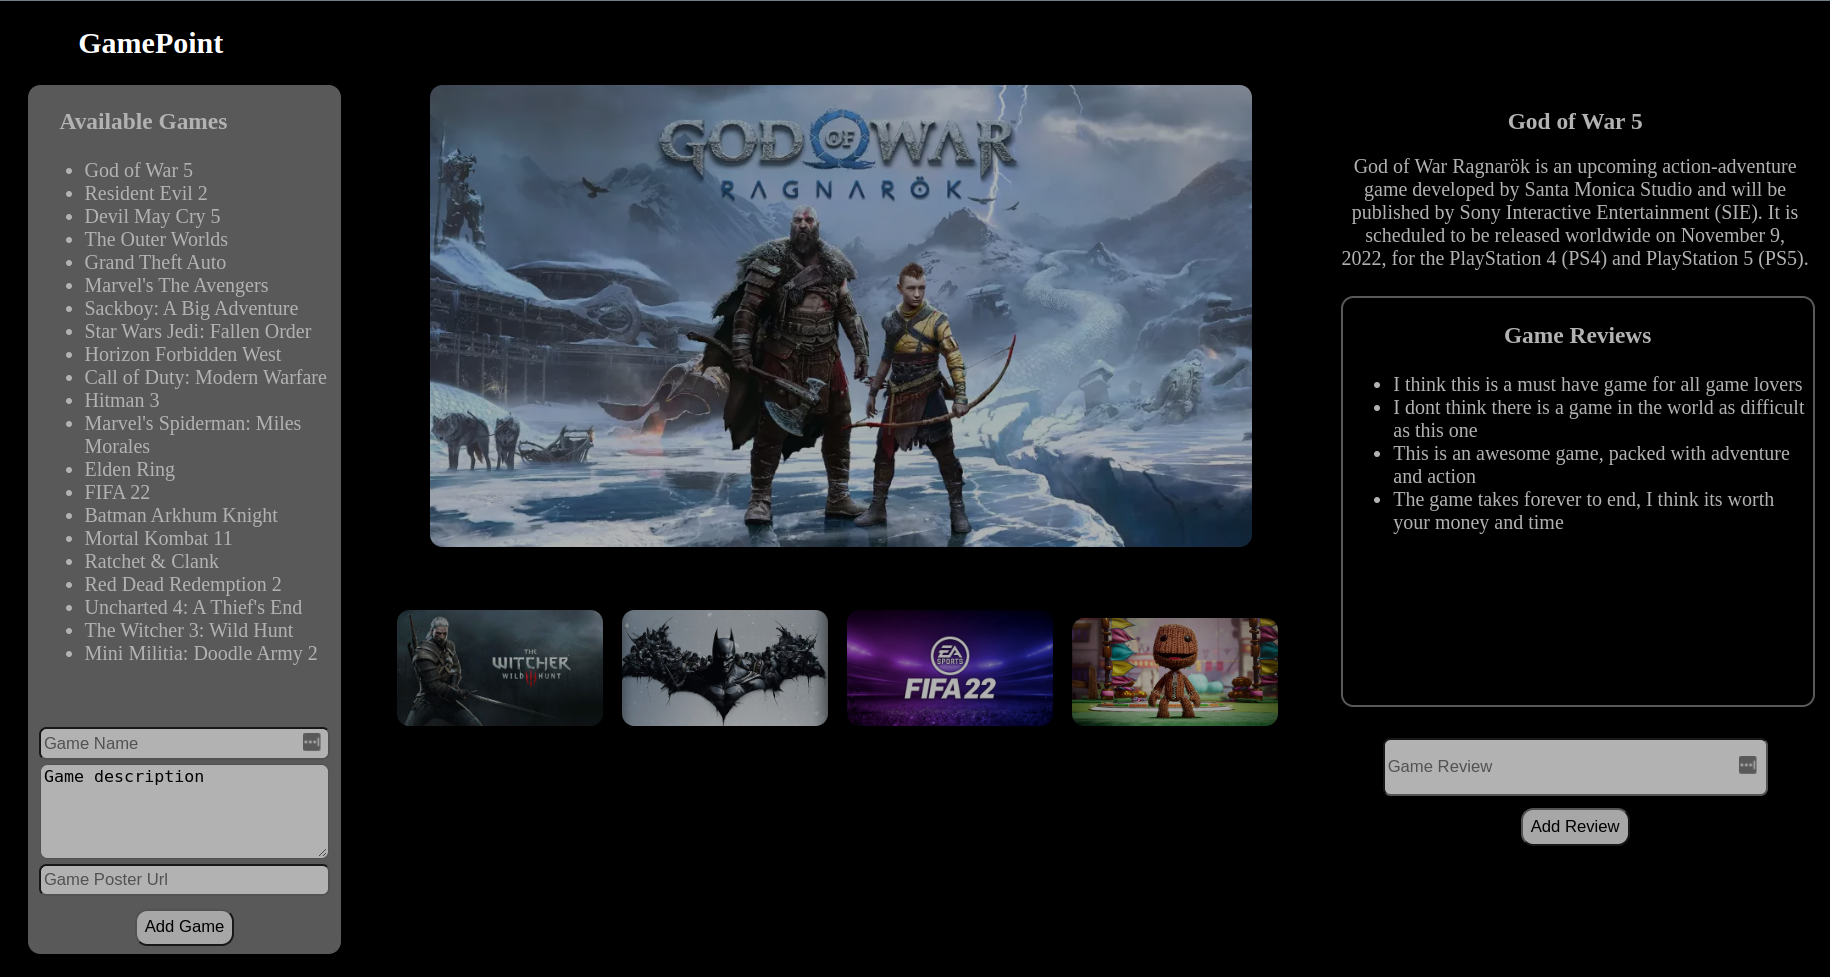 GamePoint
Available Games
God of War 5
Resident Evil 2
Devil May Cry 5
The Outer Worlds
Grand Theft Auto
Marvel's The Avengers
Sackboy: A Big Adventure
Star Wars Jedi: Fallen Order
Horizon Forbidden West
Call of Duty: Modern Warfare
Hitman 3
Marvel's Spiderman: Miles
Morales
Elden Ring
FIFA 22
Batman Arkhum Knight
Mortal Kombat 11
Ratchet & Clank
Red Dead Redemption 2
Uncharted 4: A Thief's End
The Witcher 3: Wild Hunt
Mini Militia: Doodle Army 2
Game Name
Game description
Game Poster Url
Add Game
GOD OF WAR
RAGNARÖK
THE
WITCHER
WILD HUNT
EA
SPORTS
FIFA 22
God of War 5
God of War Ragnarök is an upcoming action-adventure
game developed by Santa Monica Studio and will be
published by Sony Interactive Entertainment (SIE). It is
scheduled to be released worldwide on November 9,
2022, for the PlayStation 4 (PS4) and PlayStation 5 (PS5).
Game Reviews
I think this is a must have game for all game lovers
I dont think there is a game in the world as difficult
as this one
This is an awesome game, packed with adventure
and action
The game takes forever to end, I think its worth
your money and time
Game Review
Add Review